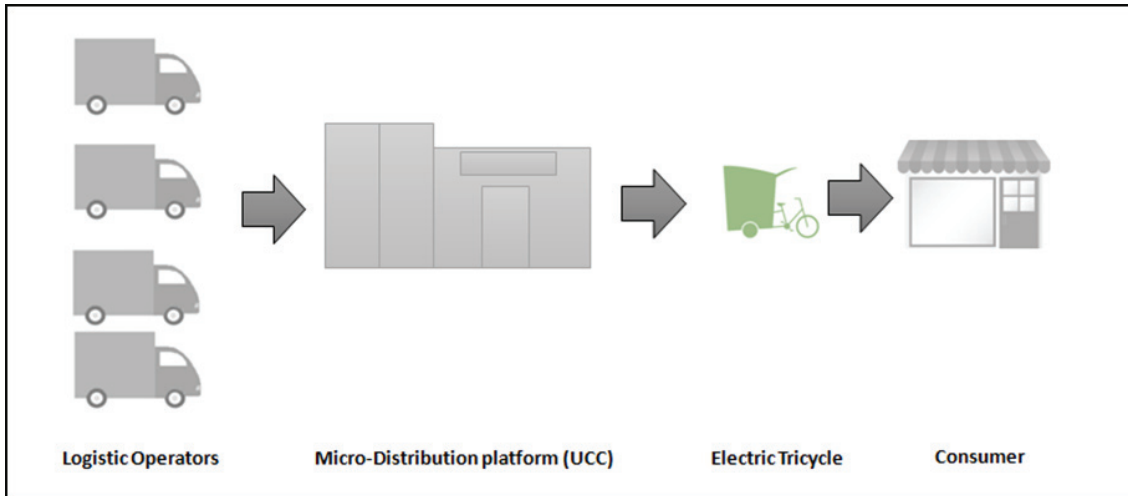 Logistic Operators
Micro-Distribution platform (UCC)
Electric Tricycle
Consumer